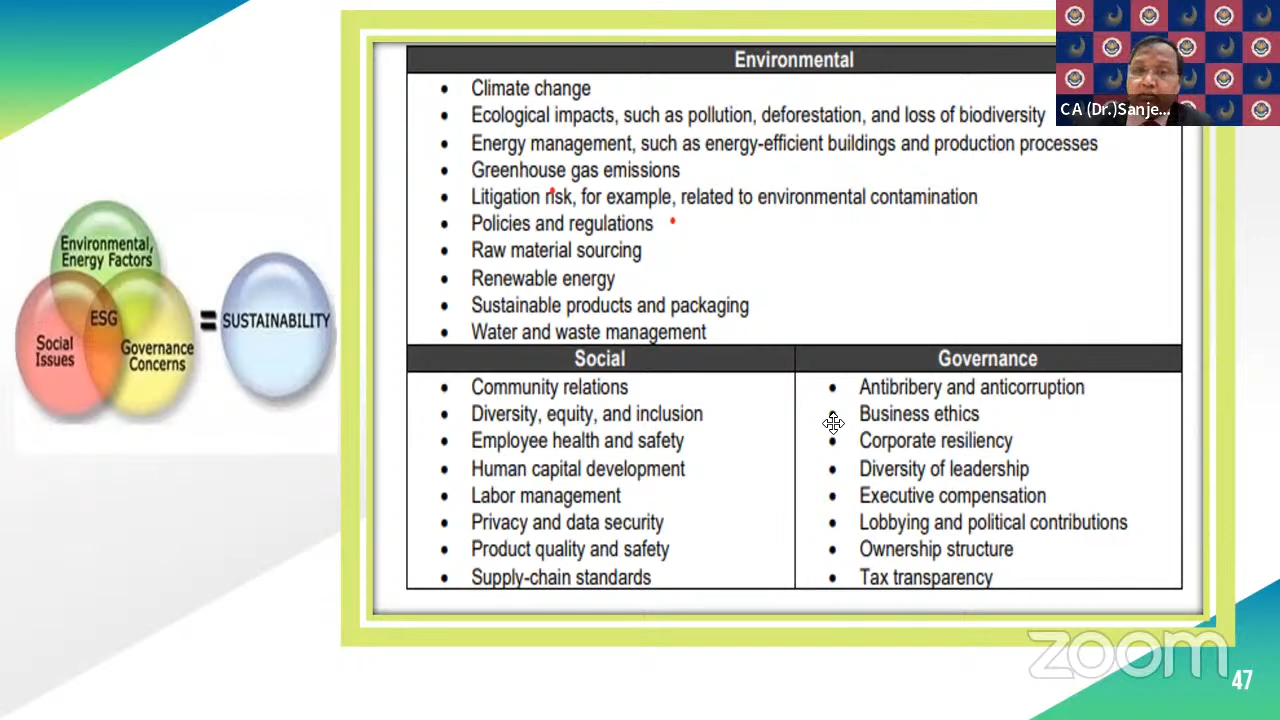 Environmental
• Climate change
• Ecological impacts, such as pollution, deforestation, and loss of biodiversity
• Energy management, such as energy-efficient buildings and production processes
• Greenhouse gas emissions
• Litigation risk, for example, related to environmental contamination
• Policies and regulations
• Raw material sourcing
• Renewable energy
• Sustainable products and packaging
• Water and waste management
Social
• Community relations
• Diversity, equity, and inclusion
• Employee health and safety
• Human capital development
• Labor management
• Privacy and data security
• Product quality and safety
• Supply-chain standards
Governance
• Antibribery and anticorruption
• Business ethics
• Corporate resiliency
• Diversity of leadership
• Executive compensation
• Lobbying and political contributions
• Ownership structure
• Tax transparency
Environmental,
Energy Factors
ESG
Social
Issues
Governance
Concerns
=
SUSTAINABILITY
CA (Dr.)Sanje...
zoom
47